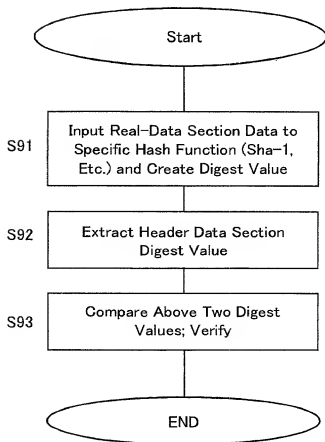 Start
S91
Input Real-Data Section Data to
Specific Hash Function (Sha-1,
Etc.) and Create Digest Value
S92
Extract Header Data Section
Digest Value
S93
Compare Above Two Digest
Values; Verify
END